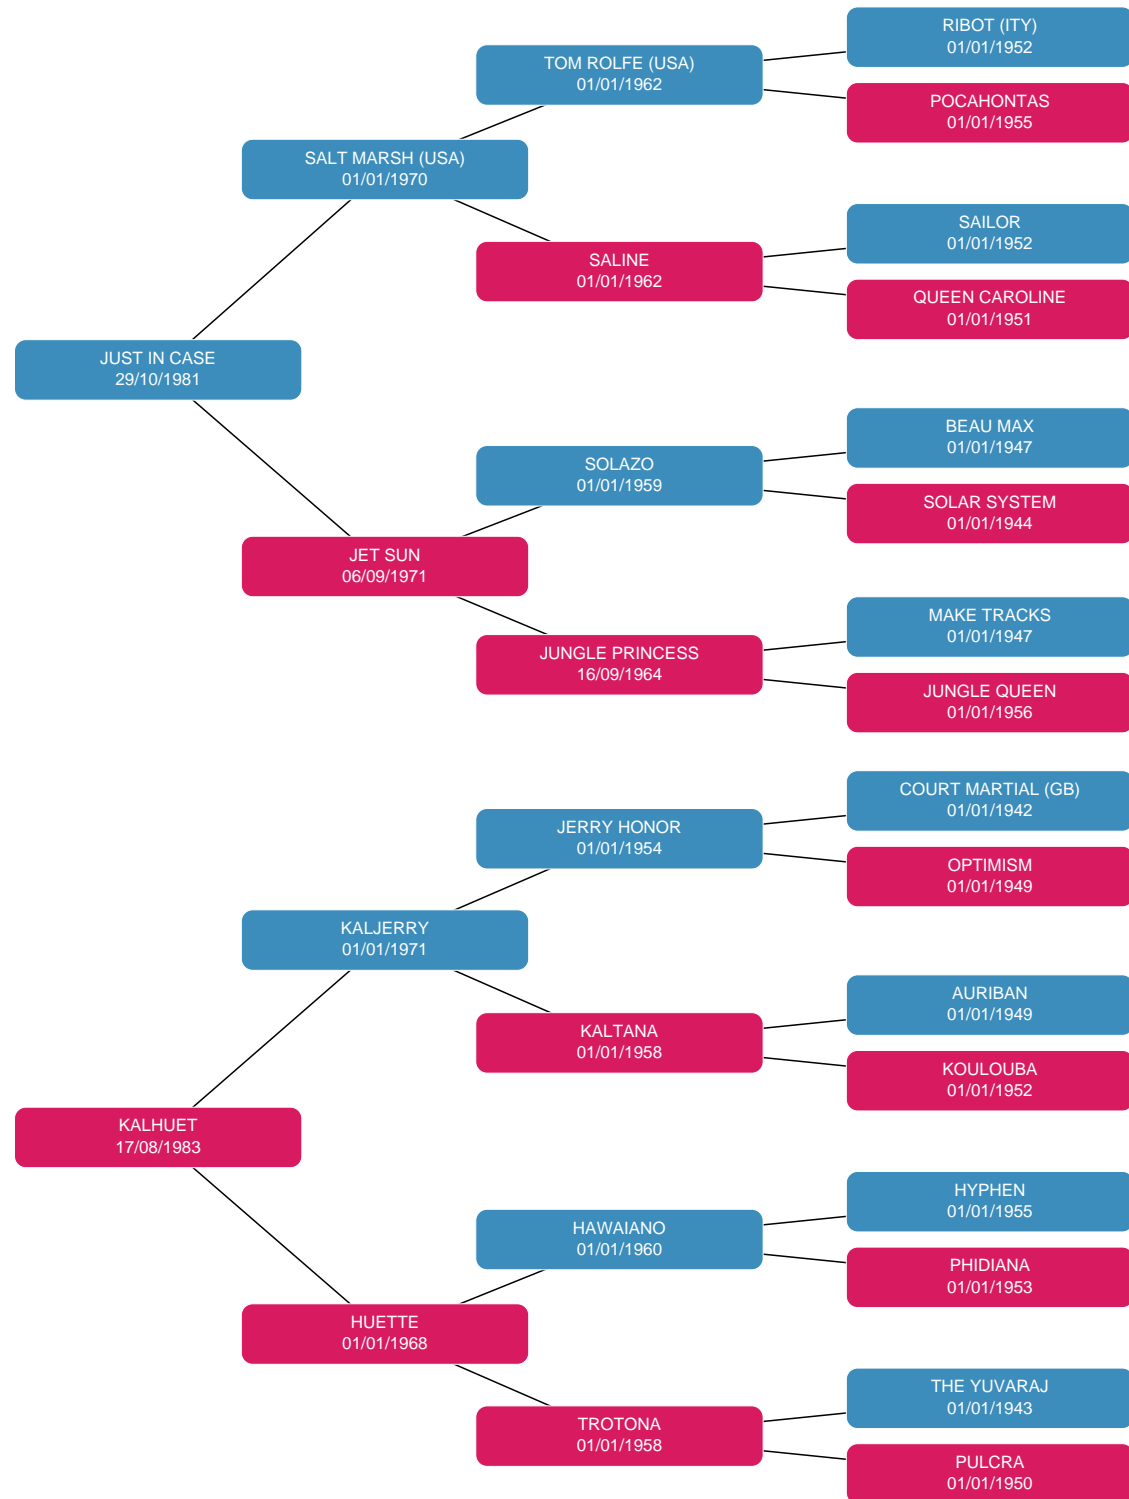 RIBOT (ITY)
01/01/1952
TOM ROLFE (USA)
01/01/1962
POCAHONTAS
01/01/1955
SALT MARSH (USA)
01/01/1970
SAILOR
01/01/1952
SALINE
01/01/1962
QUEEN CAROLINE
01/01/1951
JUST IN CASE
29/10/1981
BEAU MAX
01/01/1947
SOLAZO
01/01/1959
SOLAR SYSTEM
01/01/1944
JET SUN
06/09/1971
MAKE TRACKS
01/01/1947
JUNGLE PRINCESS
16/09/1964
JUNGLE QUEEN
01/01/1956
COURT MARTIAL (GB)
01/01/1942
JERRY HONOR
01/01/1954
OPTIMISM
01/01/1949
KALJERRY
01/01/1971
AURIBAN
01/01/1949
KALTANA
01/01/1958
KOULOUBA
01/01/1952
KALHUET
17/08/1983
HYPHEN
01/01/1955
HAWAIANO
01/01/1960
PHIDIANA
01/01/1953
HUETTE
01/01/1968
THE YUVARAJ
01/01/1943
TROTONA
01/01/1958
PULCRA
01/01/1950